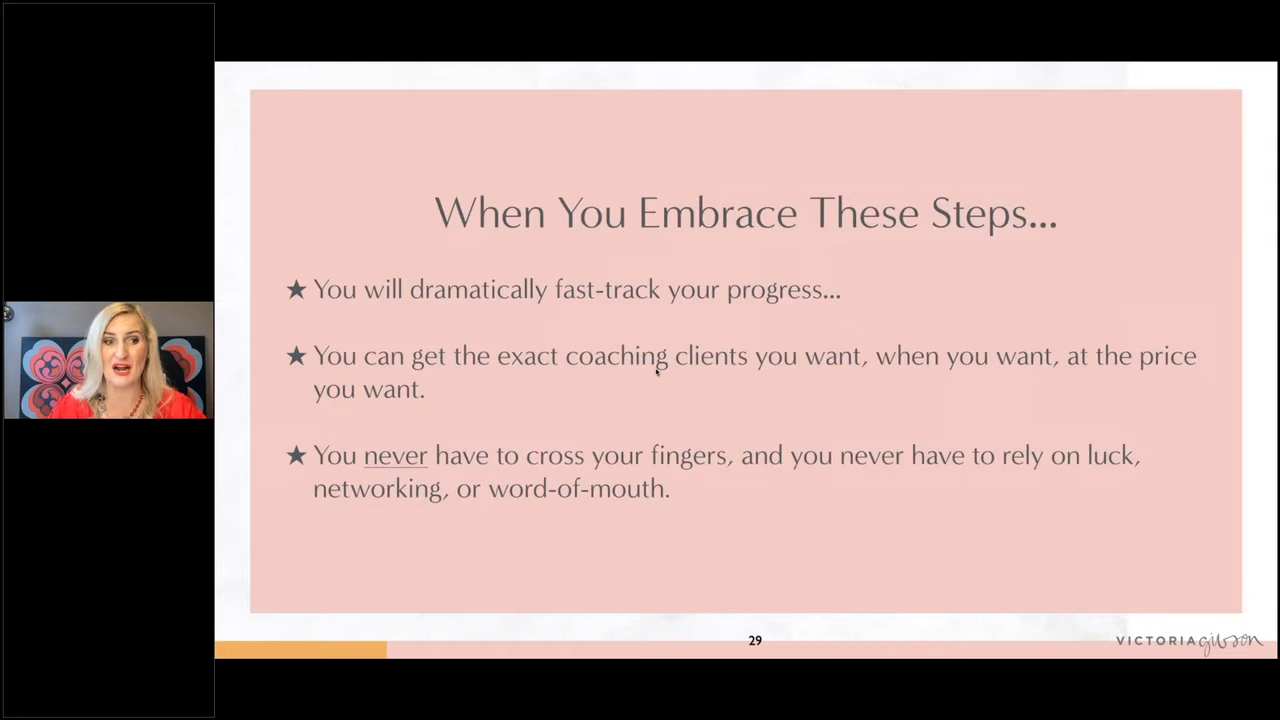 When You Embrace These Steps...
★ You will dramatically fast-track your progress...
★ You can get the exact coaching clients you want, when you want, at the price
you want.
★ You never have to cross your fingers, and you never have to rely on luck,
networking, or word-of-mouth.
29
VICTORIA gibson